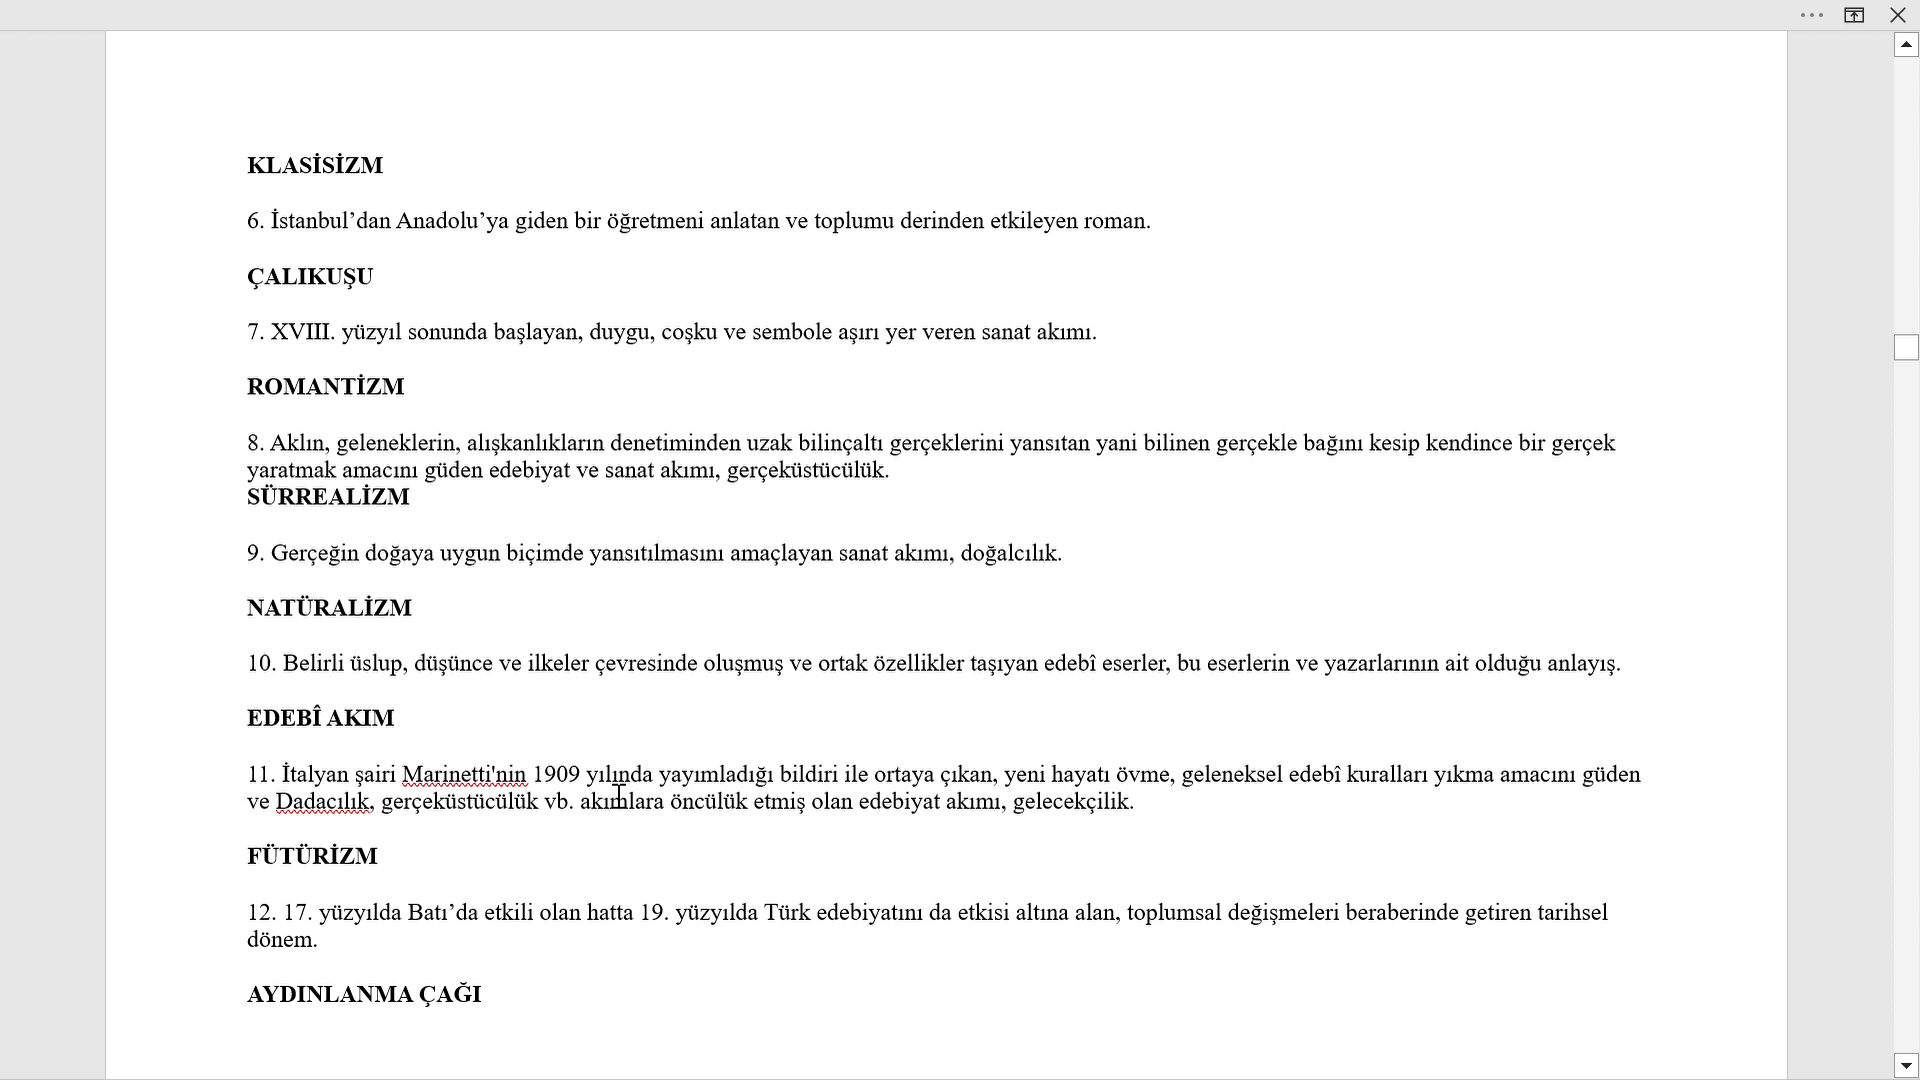 KLASİSİZM
6. İstanbul’dan Anadolu’ya giden bir öğretmeni anlatan ve toplumu derinden etkileyen roman.
ÇALIKUŞU
7. XVIII. yüzyıl sonunda başlayan, duygu, coşku ve sembole aşırı yer veren sanat akımı.
ROMANTİZM
8. Aklın, geleneklerin, alışkanlıkların denetiminden uzak bilinçaltı gerçeklerini yansıtan yani bilinen gerçekle bağını kesip kendince bir gerçek
yaratmak amacını güden edebiyat ve sanat akımı, gerçeküstücülük.
SÜRREALİZM
9. Gerçeğin doğaya uygun biçimde yansıtılmasını amaçlayan sanat akımı, doğalcılık.
NATÜRALİZM
10. Belirli üslup, düşünce ve ilkeler çevresinde oluşmuş ve ortak özellikler taşıyan edebî eserler, bu eserlerin ve yazarlarının ait olduğu anlayış.
EDEBÎ AKIM
11. İtalyan şairi Marinetti'nin 1909 yılında yayımladığı bildiri ile ortaya çıkan, yeni hayatı övme, geleneksel edebî kuralları yıkma amacını güden
ve Dadacılık, gerçeküstücülük vb. akımlara öncülük etmiş olan edebiyat akımı, gelecekçilik.
FÜTÜRİZM
12. 17. yüzyılda Batı’da etkili olan hatta 19. yüzyılda Türk edebiyatını da etkisi altına alan, toplumsal değişmeleri beraberinde getiren tarihsel
dönem.
AYDINLANMA ÇAĞI